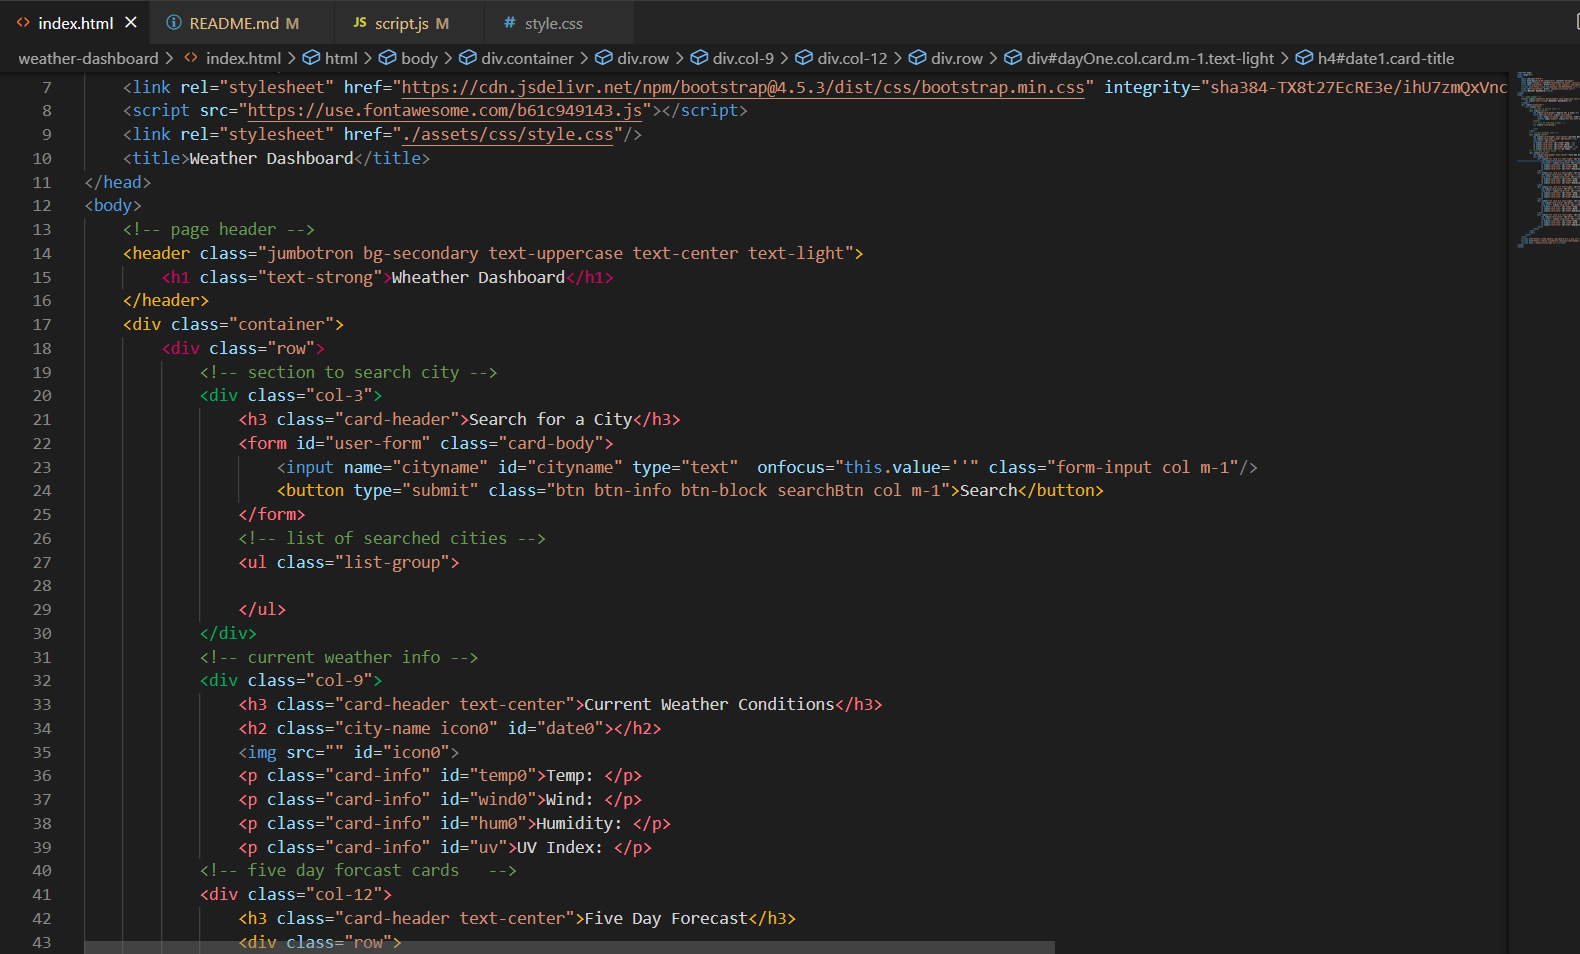 index.html × README.md M JS script.js M # style.css
weather-dashboard > index.html > html > body > div.container > div.row > div.col-9 > div.col-12 > div.row > div#dayOne.col.card.m-1.text-light > h4#date1.card-title
7 <link rel="stylesheet" href="https://cdn.jsdelivr.net/npm/bootstrap@4.5.3/dist/css/bootstrap.min.css" integrity="sha384-TX8t27EcRE3e/ihU7zmQxVnc
8 <script src="https://use.fontawesome.com/b61c949143.js"></script>
9 <link rel="stylesheet" href="./assets/css/style.css"/>
10 <title>Weather Dashboard</title>
11 </head>
12 <body>
13 <!-- page header -->
14 <header class="jumbotron bg-secondary text-uppercase text-center text-light">
15 <h1 class="text-strong">Wheather Dashboard</h1>
16 </header>
17 <div class="container">
18 <div class="row">
19 <!-- section to search city -->
20 <div class="col-3">
21 <h3 class="card-header">Search for a City</h3>
22 <form id="user-form" class="card-body">
23 <input name="cityname" id="cityname" type="text"  onfocus="this.value=''" class="form-input col m-1"/>
24 <button type="submit" class="btn btn-info btn-block searchBtn col m-1">Search</button>
25 </form>
26 <!-- list of searched cities -->
27 <ul class="list-group">
28
29 </ul>
30 </div>
31 <!-- current weather info -->
32 <div class="col-9">
33 <h3 class="card-header text-center">Current Weather Conditions</h3>
34 <h2 class="city-name icon0" id="date0"></h2>
35 <img src="" id="icon0">
36 <p class="card-info" id="temp0">Temp: </p>
37 <p class="card-info" id="wind0">Wind: </p>
38 <p class="card-info" id="hum0">Humidity: </p>
39 <p class="card-info" id="uv">UV Index: </p>
40 <!-- five day forcast cards   -->
41 <div class="col-12">
42 <h3 class="card-header text-center">Five Day Forecast</h3>
43 <div class="row">